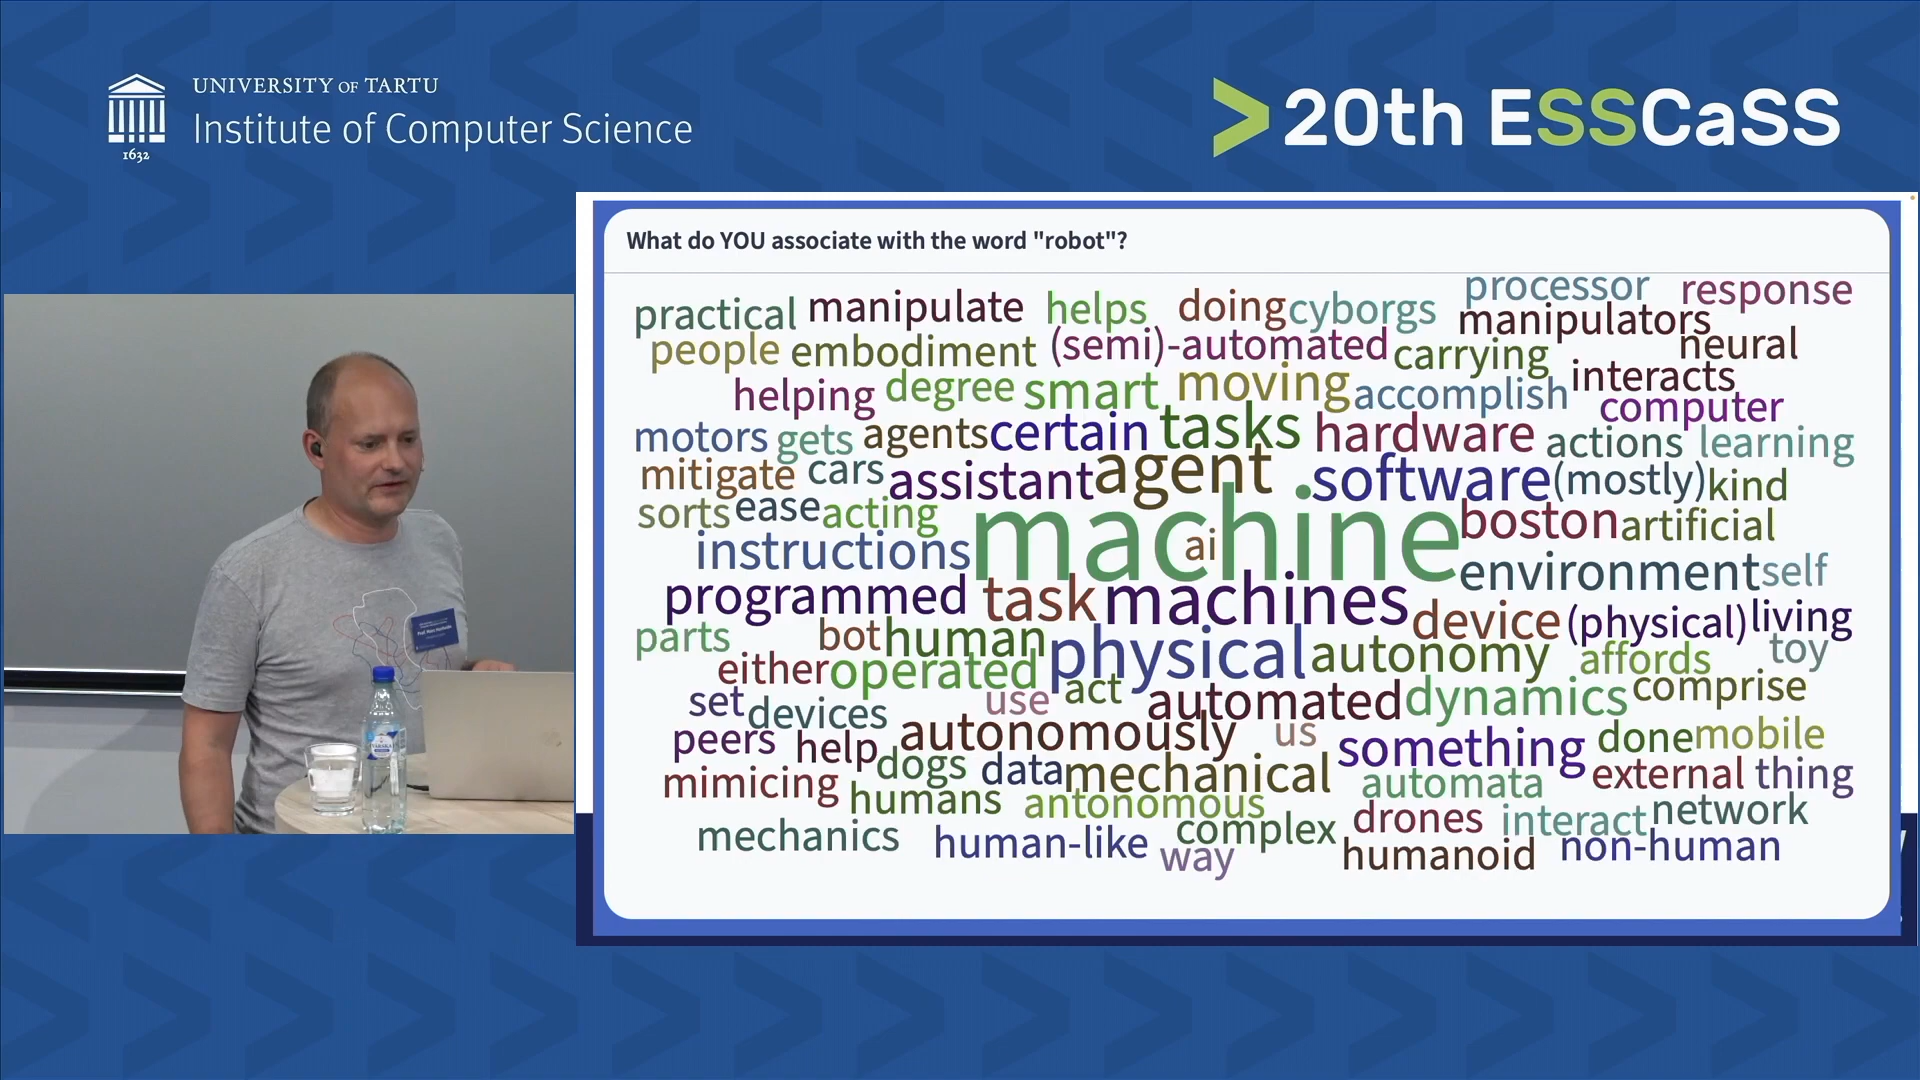 UNIVERSITY OF TARTU
Institute of Computer Science
1632
>20th ESSCaSS
What do YOU associate with the word "robot"?
practical manipulate helps doing cyborgs processor response
people embodiment (semi)-automated carrying manipulators neural
helping degree smart moving accomplish interacts computer
motors gets agents certain tasks hardware actions learning
mitigate cars assistant agent software (mostly) kind
sorts ease acting machine boston artificial
instructions ai environment self
programmed task machines device (physical) living
parts bot human physical autonomy affords toy
either operated use act automated dynamics comprise
set devices autonomously us something done mobile
peers help dogs data mechanical automata external thing
mimicing humans antonomous complex drones interact network
mechanics human-like way humanoid non-human